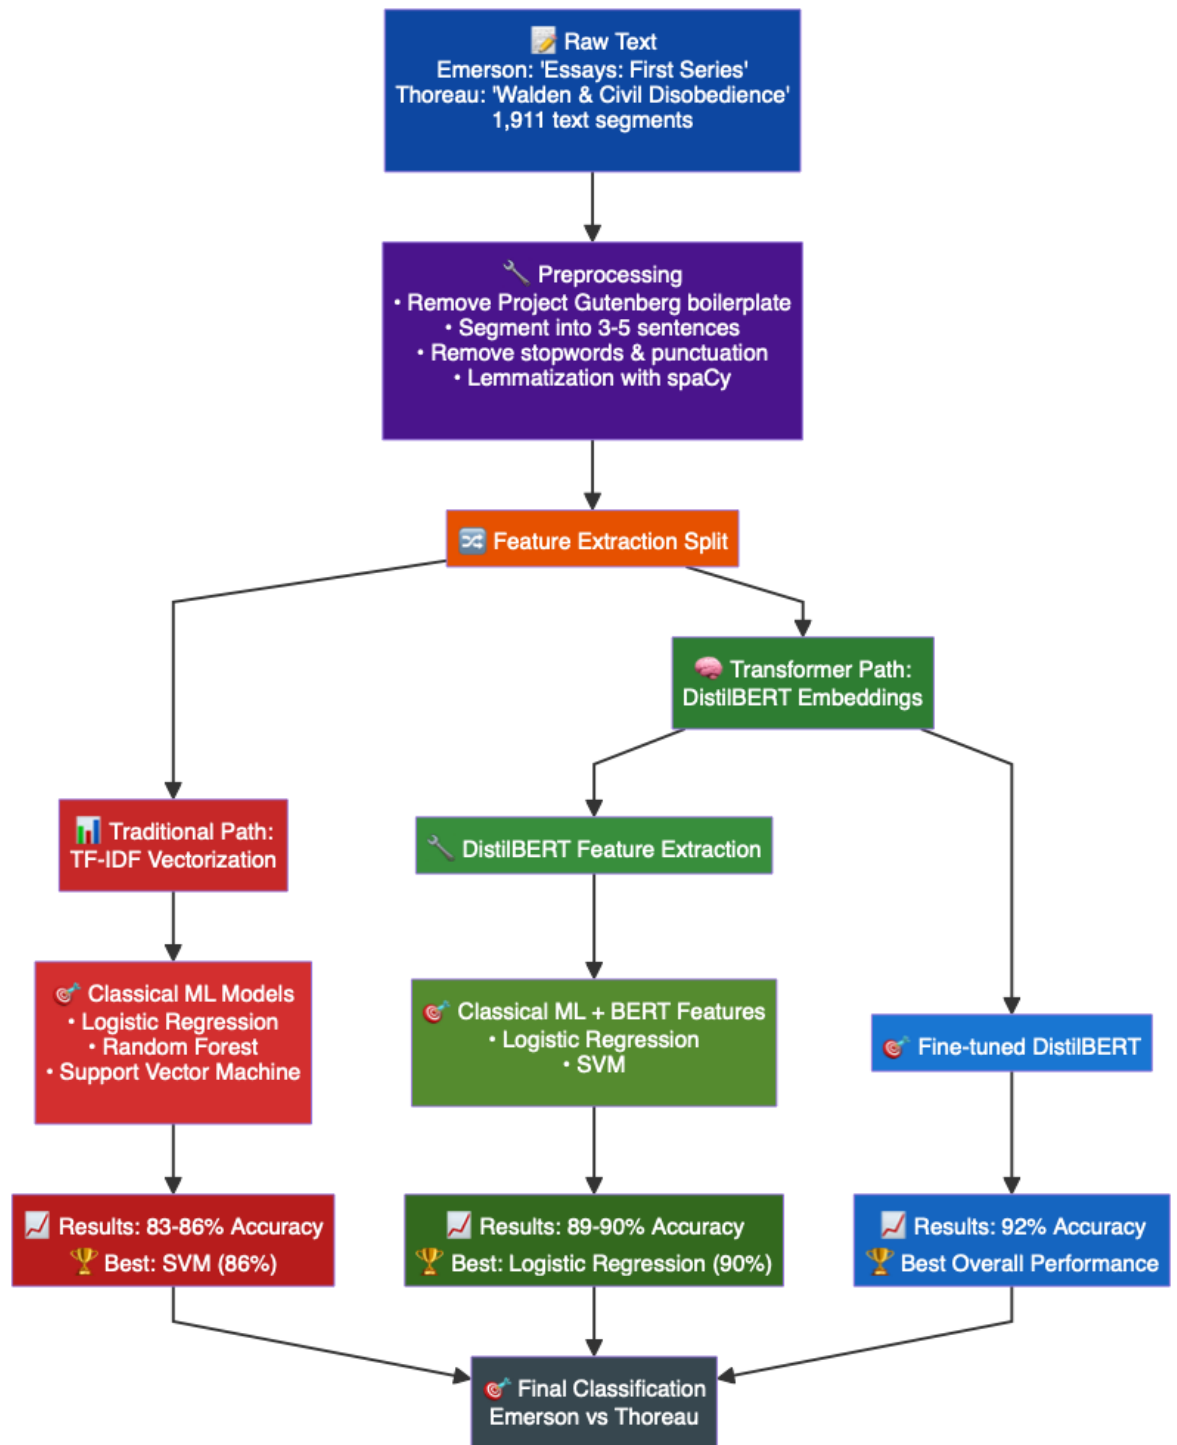 📝 Raw Text
Emerson: 'Essays: First Series'
Thoreau: 'Walden & Civil Disobedience'
1,911 text segments
🔧 Preprocessing
• Remove Project Gutenberg boilerplate
• Segment into 3-5 sentences
• Remove stopwords & punctuation
• Lemmatization with spaCy
🔀 Feature Extraction Split
🧠 Transformer Path:
DistilBERT Embeddings
📊 Traditional Path:
TF-IDF Vectorization
🔧 DistilBERT Feature Extraction
🎯 Classical ML Models
• Logistic Regression
• Random Forest
• Support Vector Machine
🎯 Classical ML + BERT Features
• Logistic Regression
• SVM
🎯 Fine-tuned DistilBERT
📈 Results: 83-86% Accuracy
🏆 Best: SVM (86%)
📈 Results: 89-90% Accuracy
🏆 Best: Logistic Regression (90%)
📈 Results: 92% Accuracy
🏆 Best Overall Performance
🎯 Final Classification
Emerson vs Thoreau